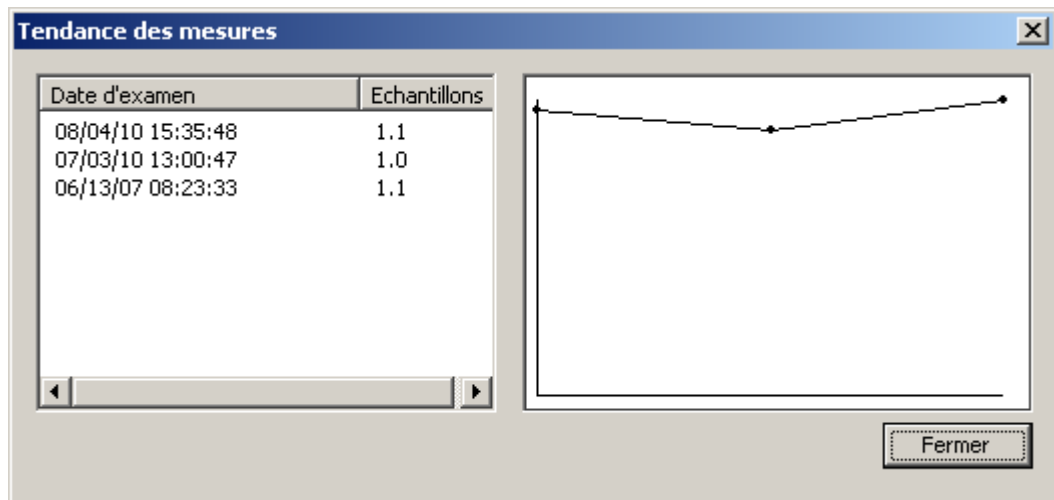 Tendance des mesures
Date d'examen Echantillons
08/04/10 15:35:48 1.1
07/03/10 13:00:47 1.0
06/13/07 08:23:33 1.1
Fermer